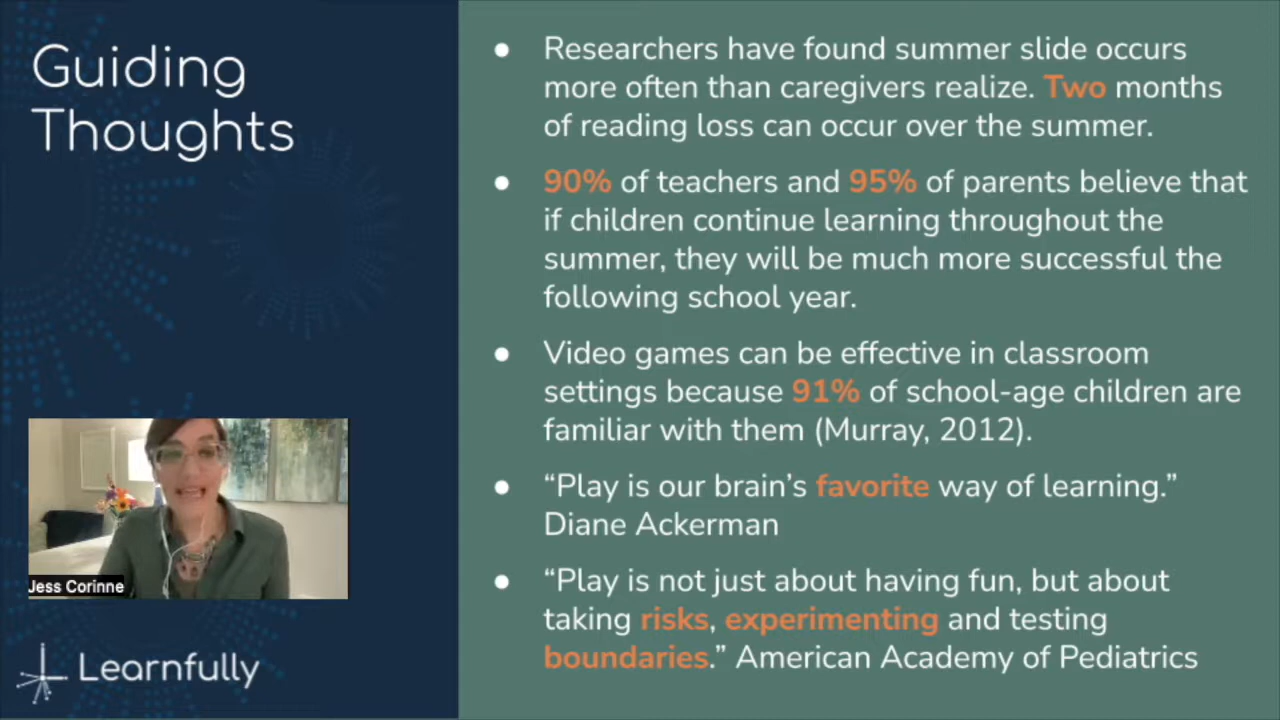 Guiding
Thoughts
● Researchers have found summer slide occurs
more often than caregivers realize. Two months
of reading loss can occur over the summer.
● 90% of teachers and 95% of parents believe that
if children continue learning throughout the
summer, they will be much more successful the
following school year.
● Video games can be effective in classroom
settings because 91% of school-age children are
familiar with them (Murray, 2012).
● “Play is our brain’s favorite way of learning.”
Diane Ackerman
● “Play is not just about having fun, but about
taking risks, experimenting and testing
boundaries.” American Academy of Pediatrics
Jess Corinne
Learnfully